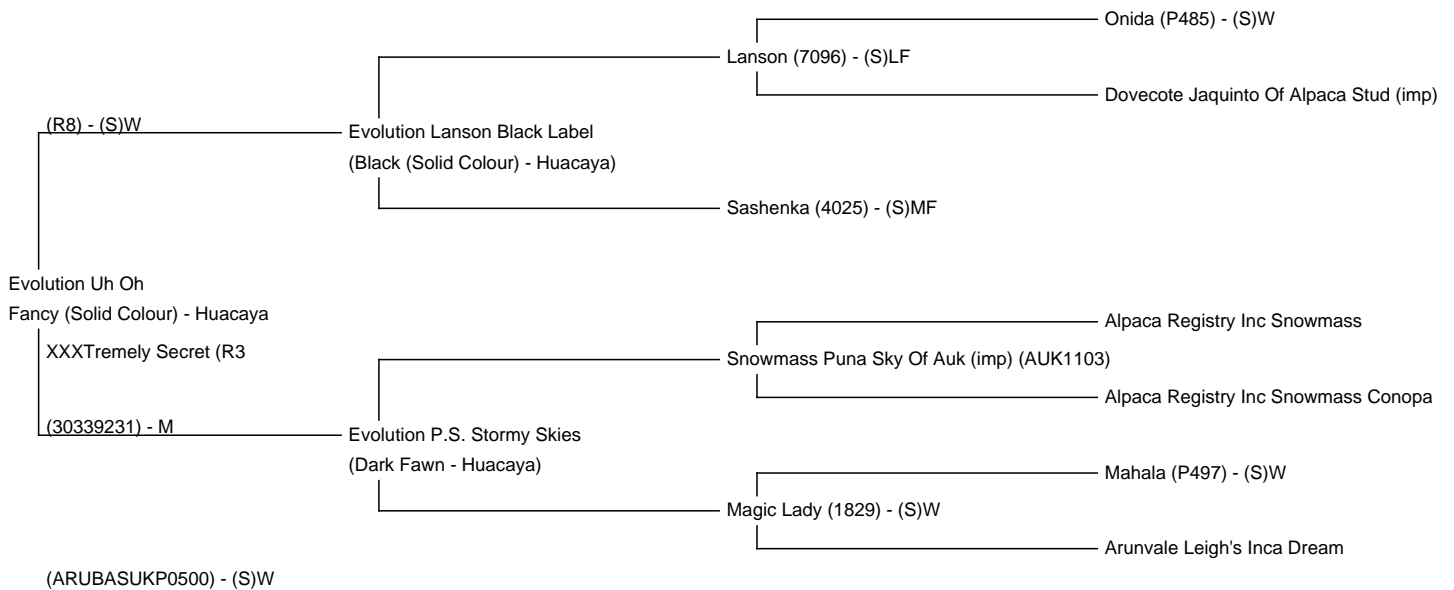 Onida (P485) - (S)W
Lanson (7096) - (S)LF
Dovecote Jaquinto Of Alpaca Stud (imp)
(R8) - (S)W
Evolution Lanson Black Label
(Black (Solid Colour) - Huacaya)
Sashenka (4025) - (S)MF
Evolution Uh Oh
Fancy (Solid Colour) - Huacaya
XXXTremely Secret (R3
Alpaca Registry Inc Snowmass
Snowmass Puna Sky Of Auk (imp) (AUK1103)
Alpaca Registry Inc Snowmass Conopa
(30339231) - M
Evolution P.S. Stormy Skies
(Dark Fawn - Huacaya)
Mahala (P497) - (S)W
Magic Lady (1829) - (S)W
Arunvale Leigh's Inca Dream
(ARUBASUKP0500) - (S)W